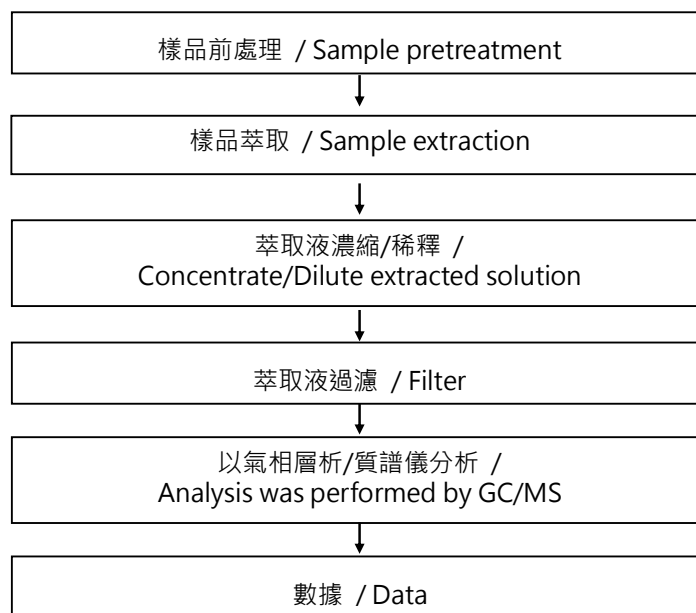 樣品前處理 / Sample pretreatment
樣品萃取 / Sample extraction
萃取液濃縮/稀釋 /
Concentrate/Dilute extracted solution
萃取液過濾 / Filter
以氣相層析/質譜儀分析 /
Analysis was performed by GC/MS
數據 / Data